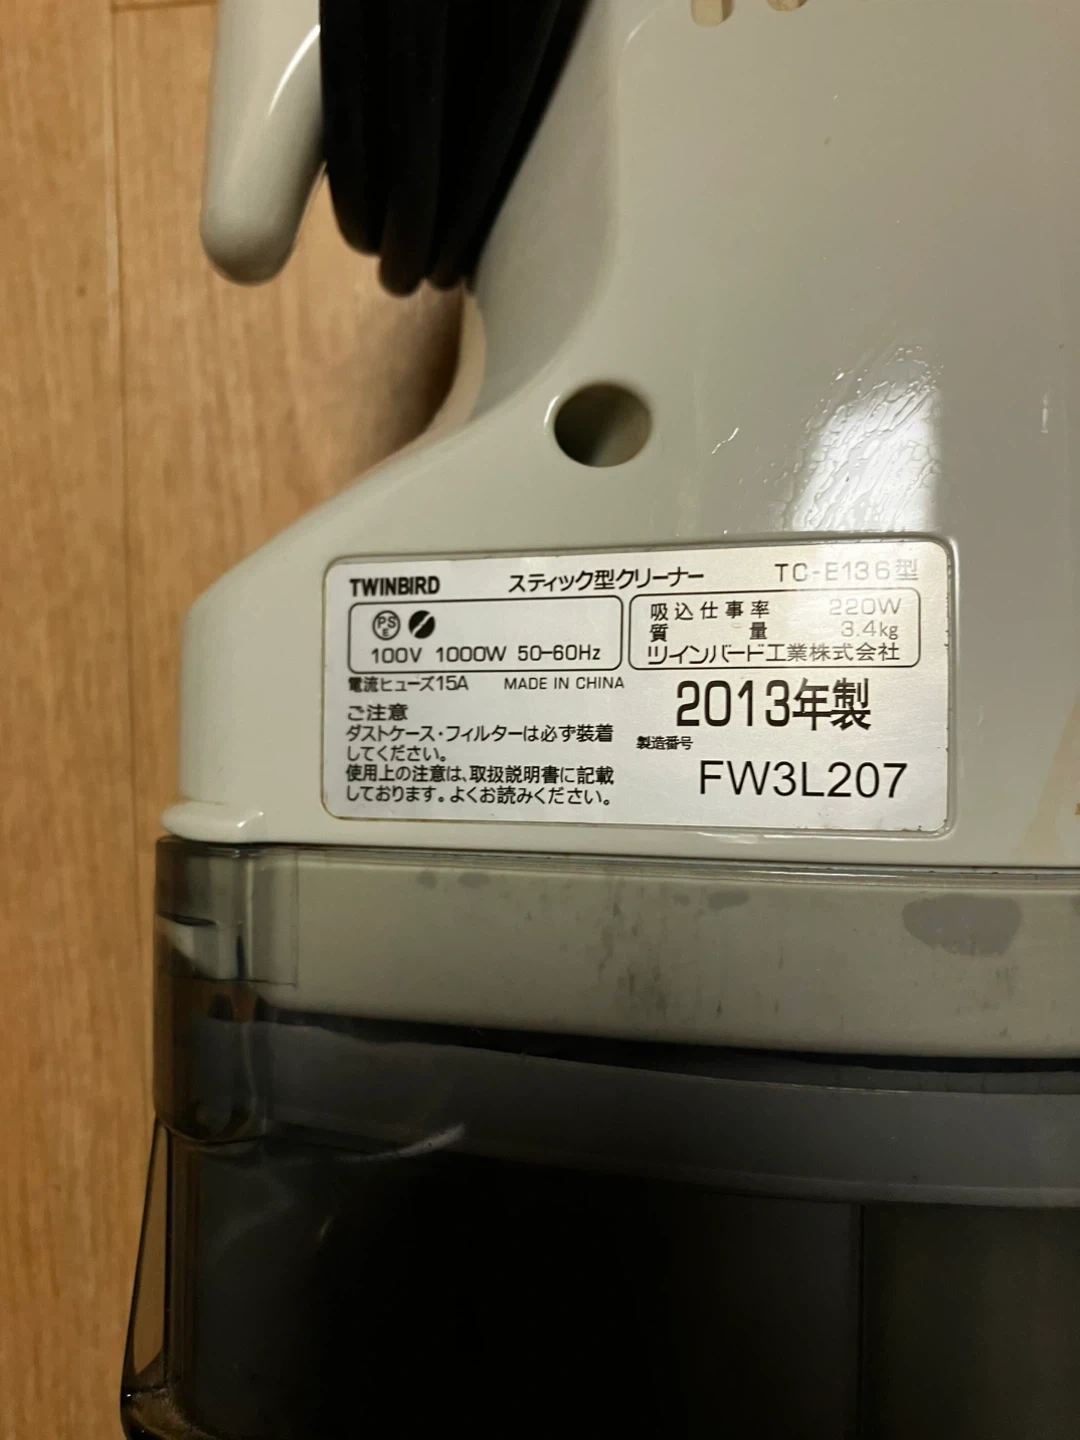 TWINBIRD スティック型クリーナー TC-E136型
PS E
100V 1000W 50-60Hz
吸込仕事率 220W
質量 3.4kg
ツインバード工業株式会社
電流ヒューズ15A MADE IN CHINA
2013年製
ご注意
ダストケース・フィルターは必ず装着
してください。
使用上の注意は、取扱説明書に記載
しております。よくお読みください。
製造番号
FW3L207